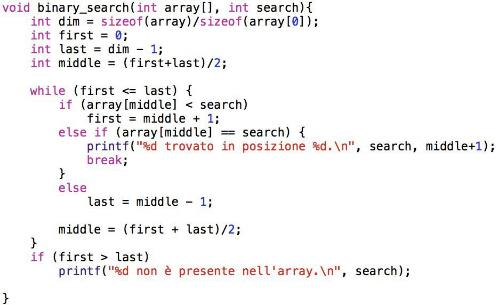 void binary_search(int array[], int search){
    int dim = sizeof(array)/sizeof(array[0]);
    int first = 0;
    int last = dim - 1;
    int middle = (first+last)/2;

    while (first <= last) {
        if (array[middle] < search)
            first = middle + 1;
        else if (array[middle] == search) {
            printf("%d trovato in posizione %d.\n", search, middle+1);
            break;
        }
        else
            last = middle - 1;

        middle = (first + last)/2;
    }
    if (first > last)
        printf("%d non è presente nell'array.\n", search);

}